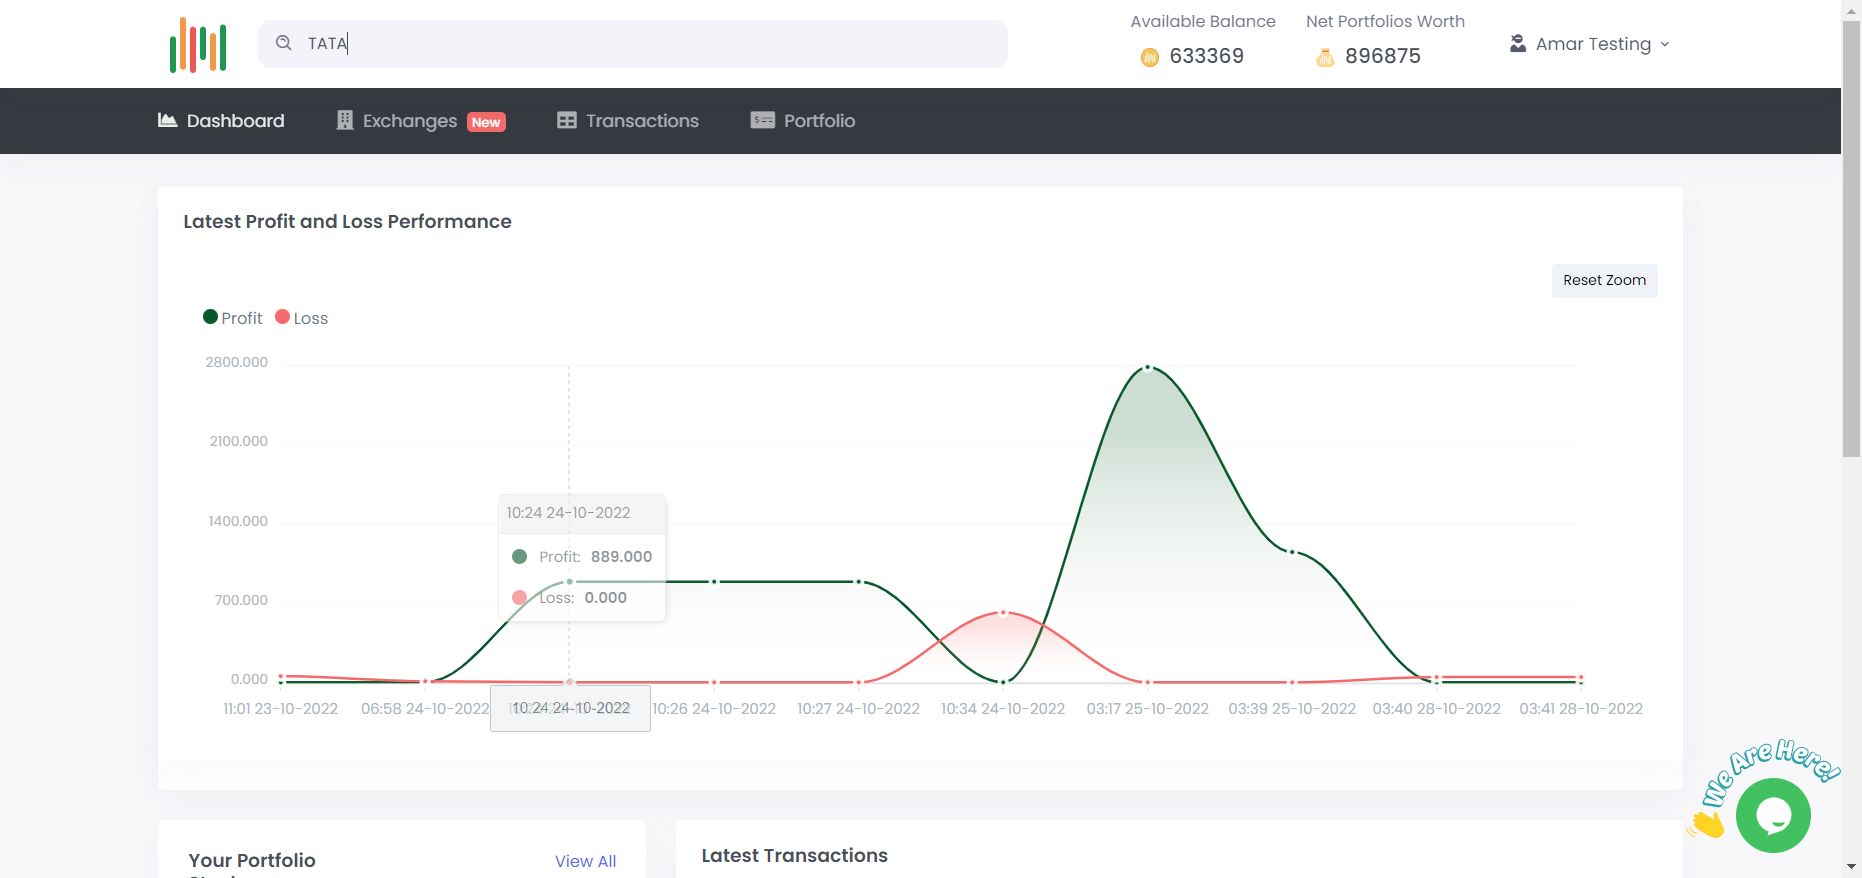 TATA
Available Balance
633369
Net Portfolios Worth
896875
Amar Testing
Dashboard
Exchanges New
Transactions
Portfolio
Latest Profit and Loss Performance
Reset Zoom
Profit Loss
2800.000
2100.000
1400.000
700.000
0.000
10:24 24-10-2022
Profit: 889.000
Loss: 0.000
11:01 23-10-2022 06:58 24-10-2022 10:24 24-10-2022 10:26 24-10-2022 10:27 24-10-2022 10:34 24-10-2022 03:17 25-10-2022 03:39 25-10-2022 03:40 28-10-2022 03:41 28-10-2022
We Are Here!
Your Portfolio
View All
Latest Transactions